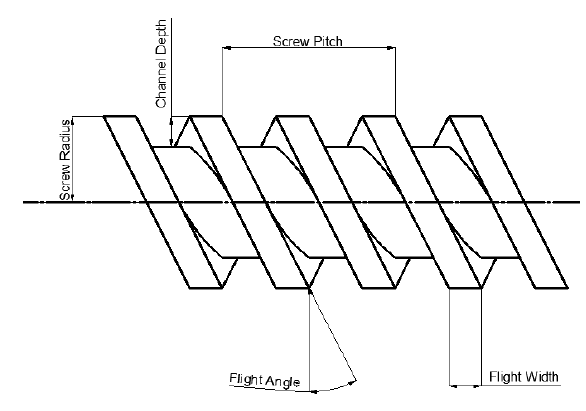 Screw Pitch
Channel Depth
Screw Radius
Flight Angle
Flight Width